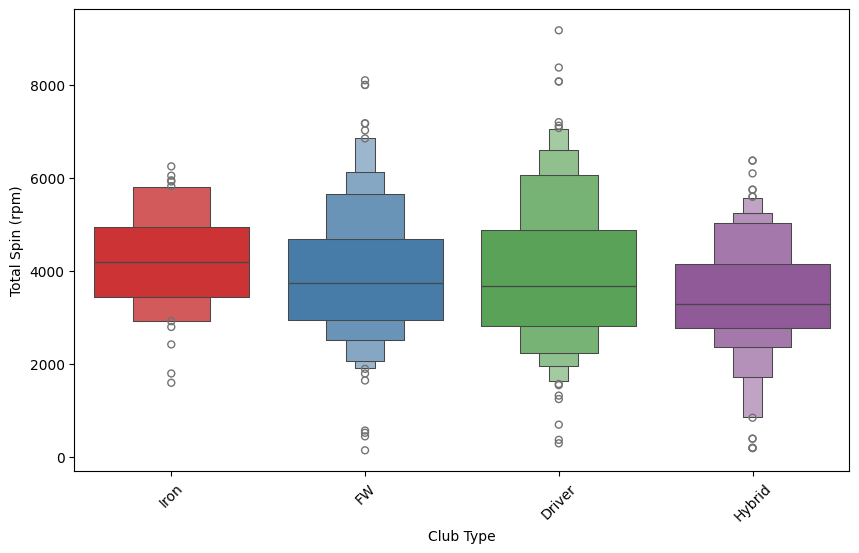 8000
6000
4000
2000
0
Total Spin (rpm)
Iron
FW
Driver
Hybrid
Club Type